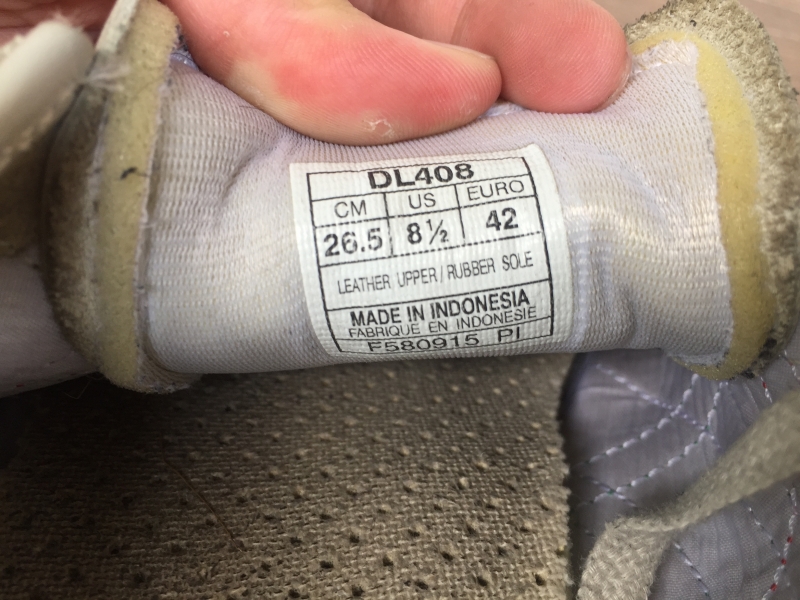 DL408
CM US EURO
26.5 8½ 42
LEATHER UPPER / RUBBER SOLE
MADE IN INDONESIA
FABRIQUE EN INDONESIE
F580915 PI